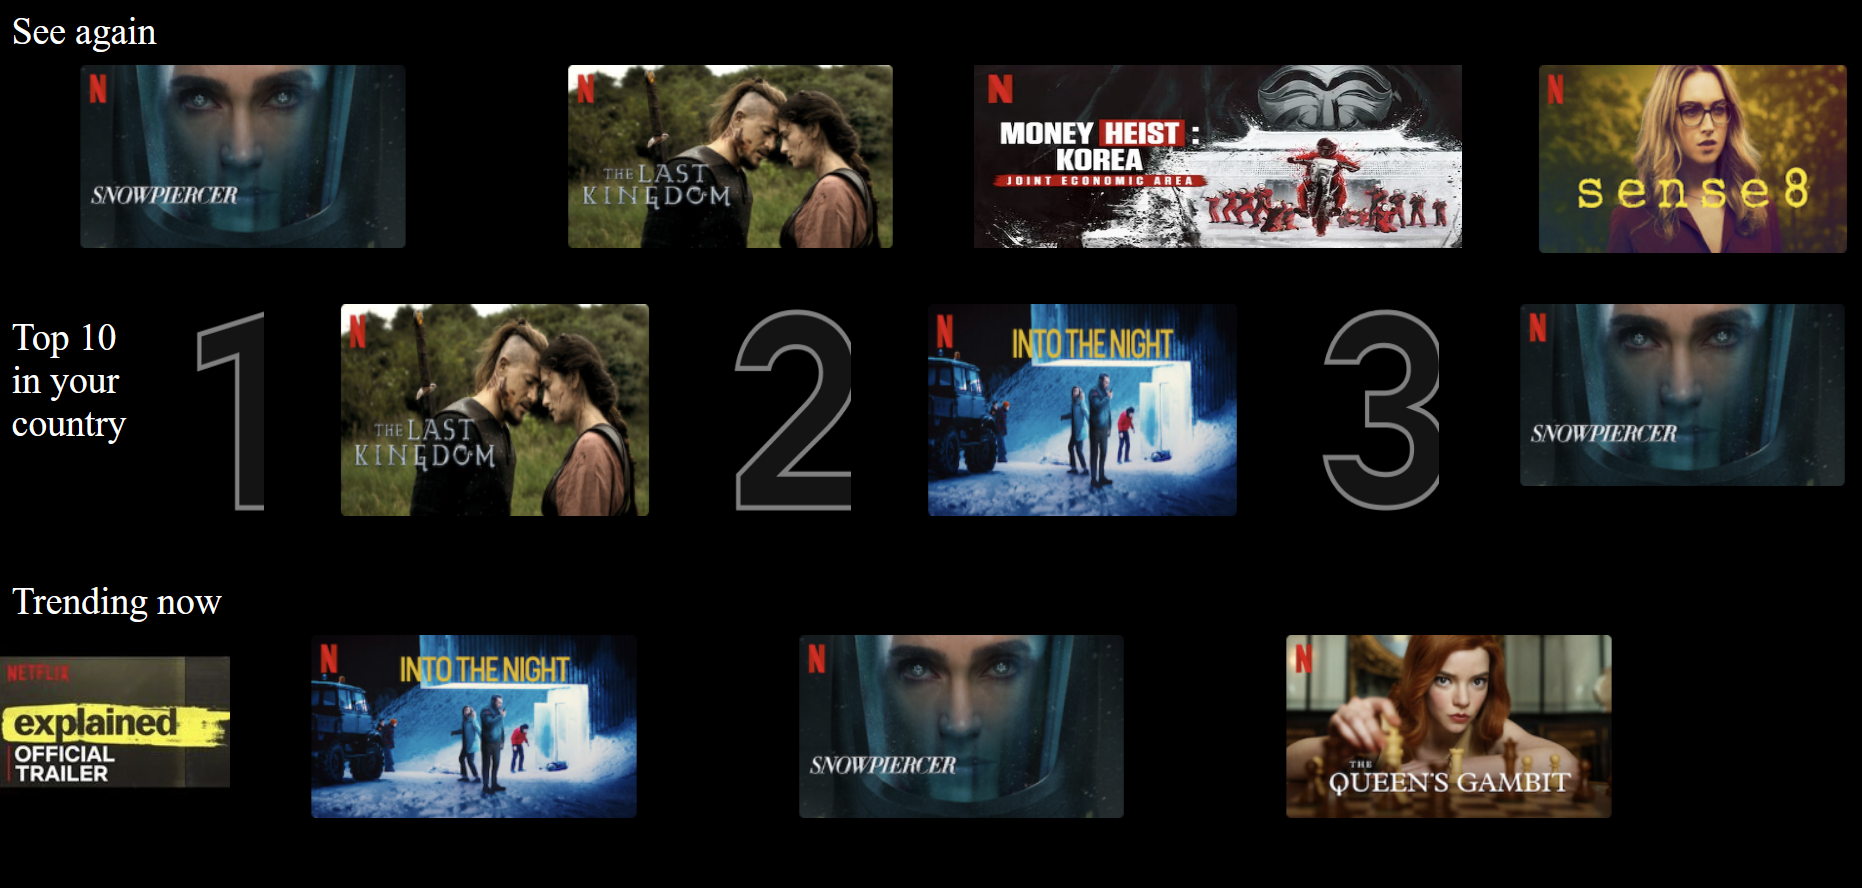 See again
N
SNOWPIERCER
N
THE LAST
KINGDOM
N
MONEY HEIST :
KOREA
JOINT ECONOMIC AREA
N
sense8
Top 10
in your
country
1
N
THE LAST
KINGDOM
2
N
INTO THE NIGHT
3
N
SNOWPIERCER
Trending now
NETFLIX
explained
OFFICIAL
TRAILER
N
INTO THE NIGHT
N
SNOWPIERCER
N
THE
QUEEN'S GAMBIT